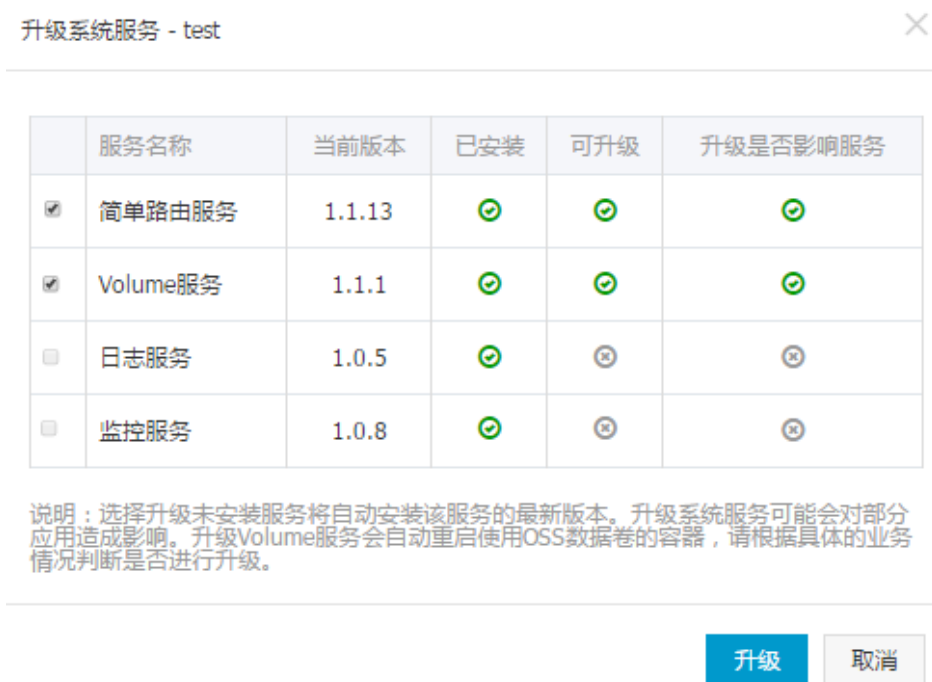 升级系统服务 - test
服务名称 当前版本 已安装 可升级 升级是否影响服务
简单路由服务 1.1.13
Volume服务 1.1.1
日志服务 1.0.5
监控服务 1.0.8
说明：选择升级未安装服务将自动安装该服务的最新版本。升级系统服务可能会对部分
应用造成影响。升级Volume服务会自动重启使用OSS数据卷的容器，请根据具体的业务
情况判断是否进行升级。
升级 取消